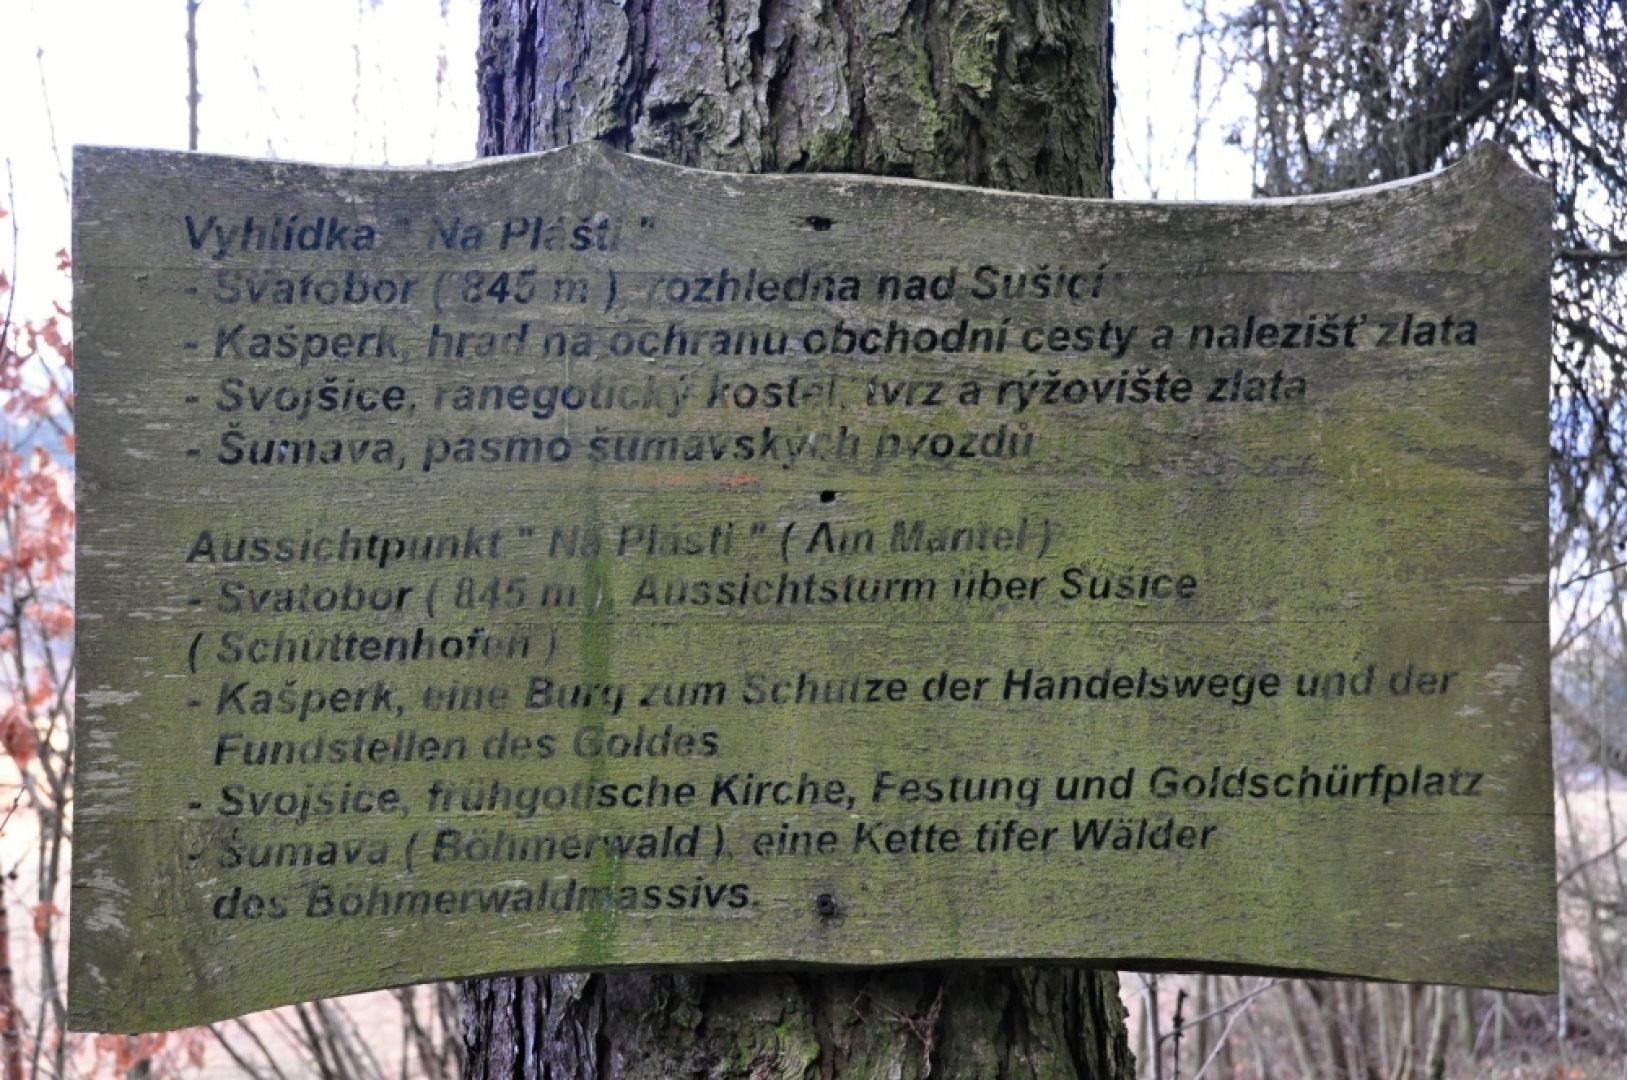 Vyhlídka " Na Plášti "
- Svatobor ( 845 m ), rozhledna nad Sušicí
- Kašperk, hrad na ochranu obchodní cesty a nalezišť zlata
- Svojšice, ranegotický kostel, tvrz a rýžoviště zlata
- Šumava, pásmo šumavských hvozdů
Aussichtpunkt " Na Plásti " ( Am Mantel )
- Svatobor ( 845 m ), Aussichtsturm über Sušice
( Schüttenhofen )
- Kašperk, eine Burg zum Schutze der Handelswege und der
Fundstellen des Goldes
- Svojšice, frühgotische Kirche, Festung und Goldschürfplatz
- Šumava ( Böhmerwald ), eine Kette tifer Wälder
des Böhmerwaldmassivs.